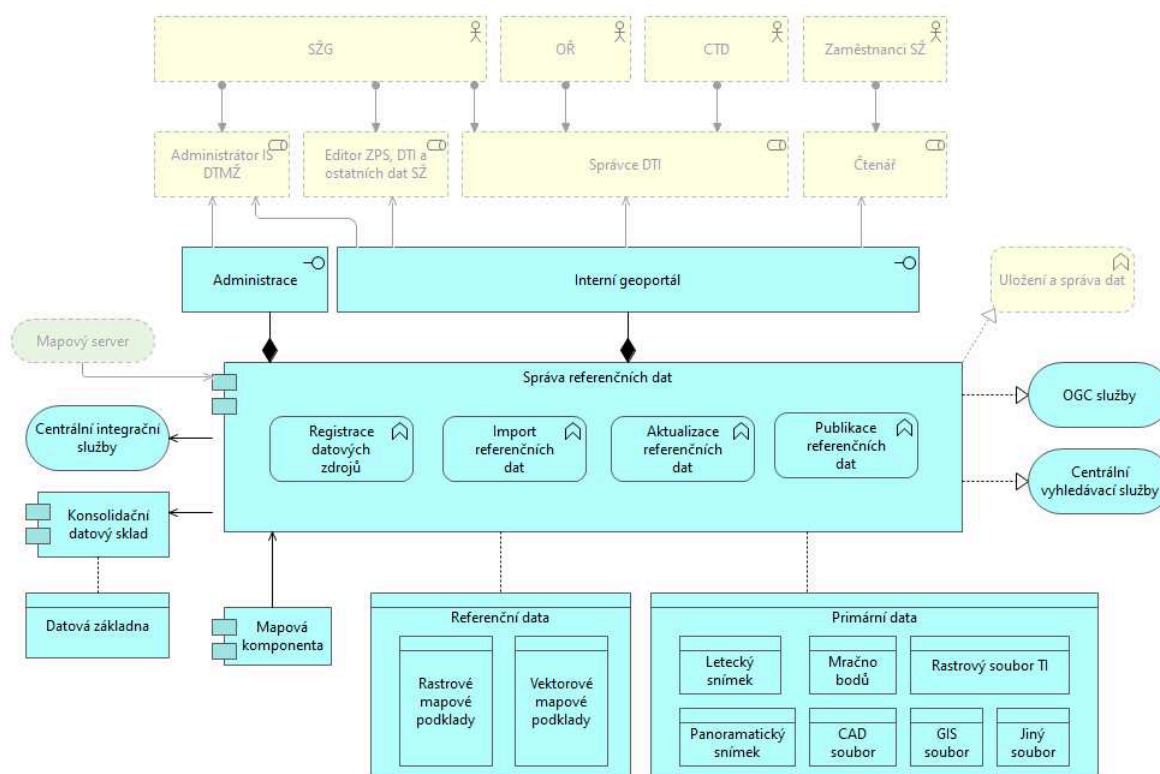 SŽG
OŘ
CTD
Zaměstnanci SŽ
Administrátor IS
DTMŽ
Editor ZPS, DTI a
ostatních dat SŽ
Správce DTI
Čtenář
Administrace
Interní geoportál
Uložení a správa dat
Mapový server
Správa referenčních dat
OGC služby
Centrální integrační
služby
Registrace
datových
zdrojů
Import
referenčních
dat
Aktualizace
referenčních
dat
Publikace
referenčních
dat
Centrální
vyhledávací služby
Konsolidační
datový sklad
Datová základna
Mapová
komponenta
Referenční data
Rastrové
mapové
podklady
Vektorové
mapové
podklady
Primární data
Letecký
snímek
Mračno
bodů
Rastrový soubor TI
Panoramatický
snímek
CAD
soubor
GIS
soubor
Jiný
soubor